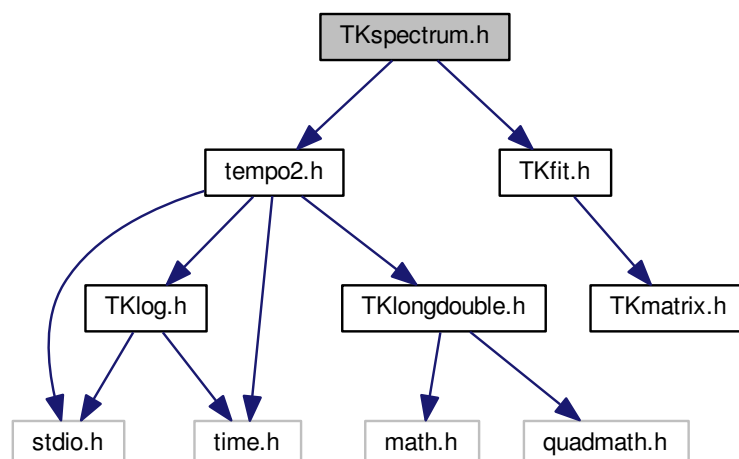 TKspectrum.h
tempo2.h
TKfit.h
TKlog.h
TKlongdouble.h
TKmatrix.h
stdio.h
time.h
math.h
quadmath.h